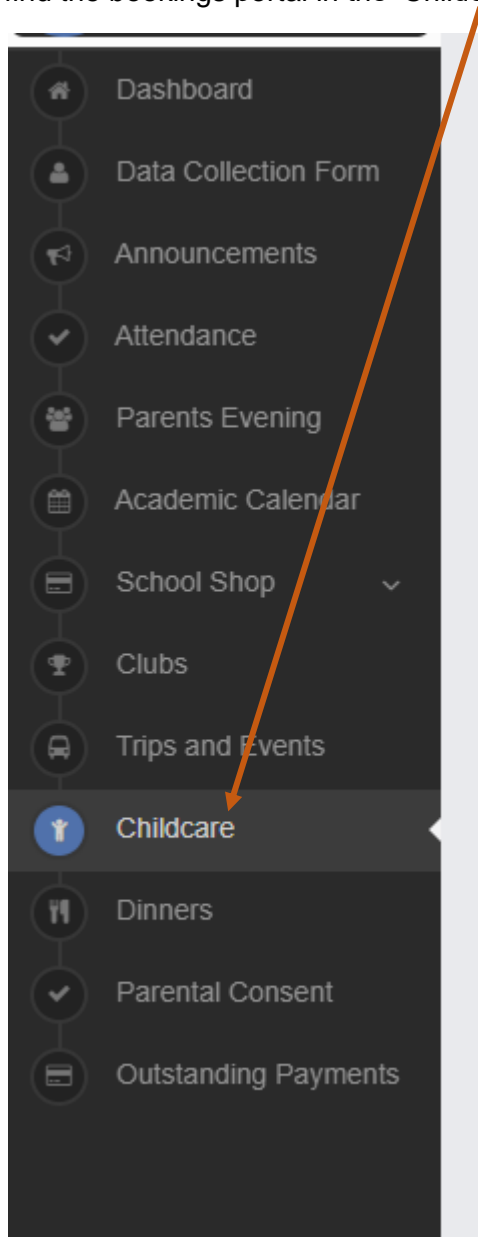 find the bookings portal in the
Dashboard
Data Collection Form
Announcements
Attendance
Parents Evening
Academic Calendar
School Shop
Clubs
Trips and Events
Childcare
Dinners
Parental Consent
Outstanding Payments